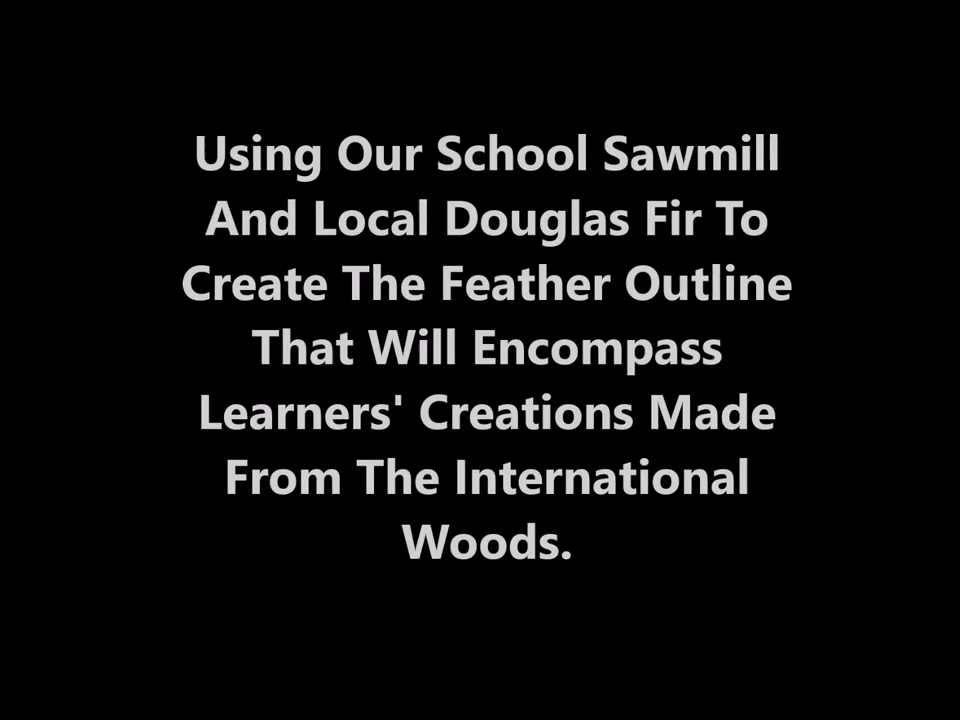 Using Our School Sawmill
And Local Douglas Fir To
Create The Feather Outline
That Will Encompass
Learners' Creations Made
From The International
Woods.